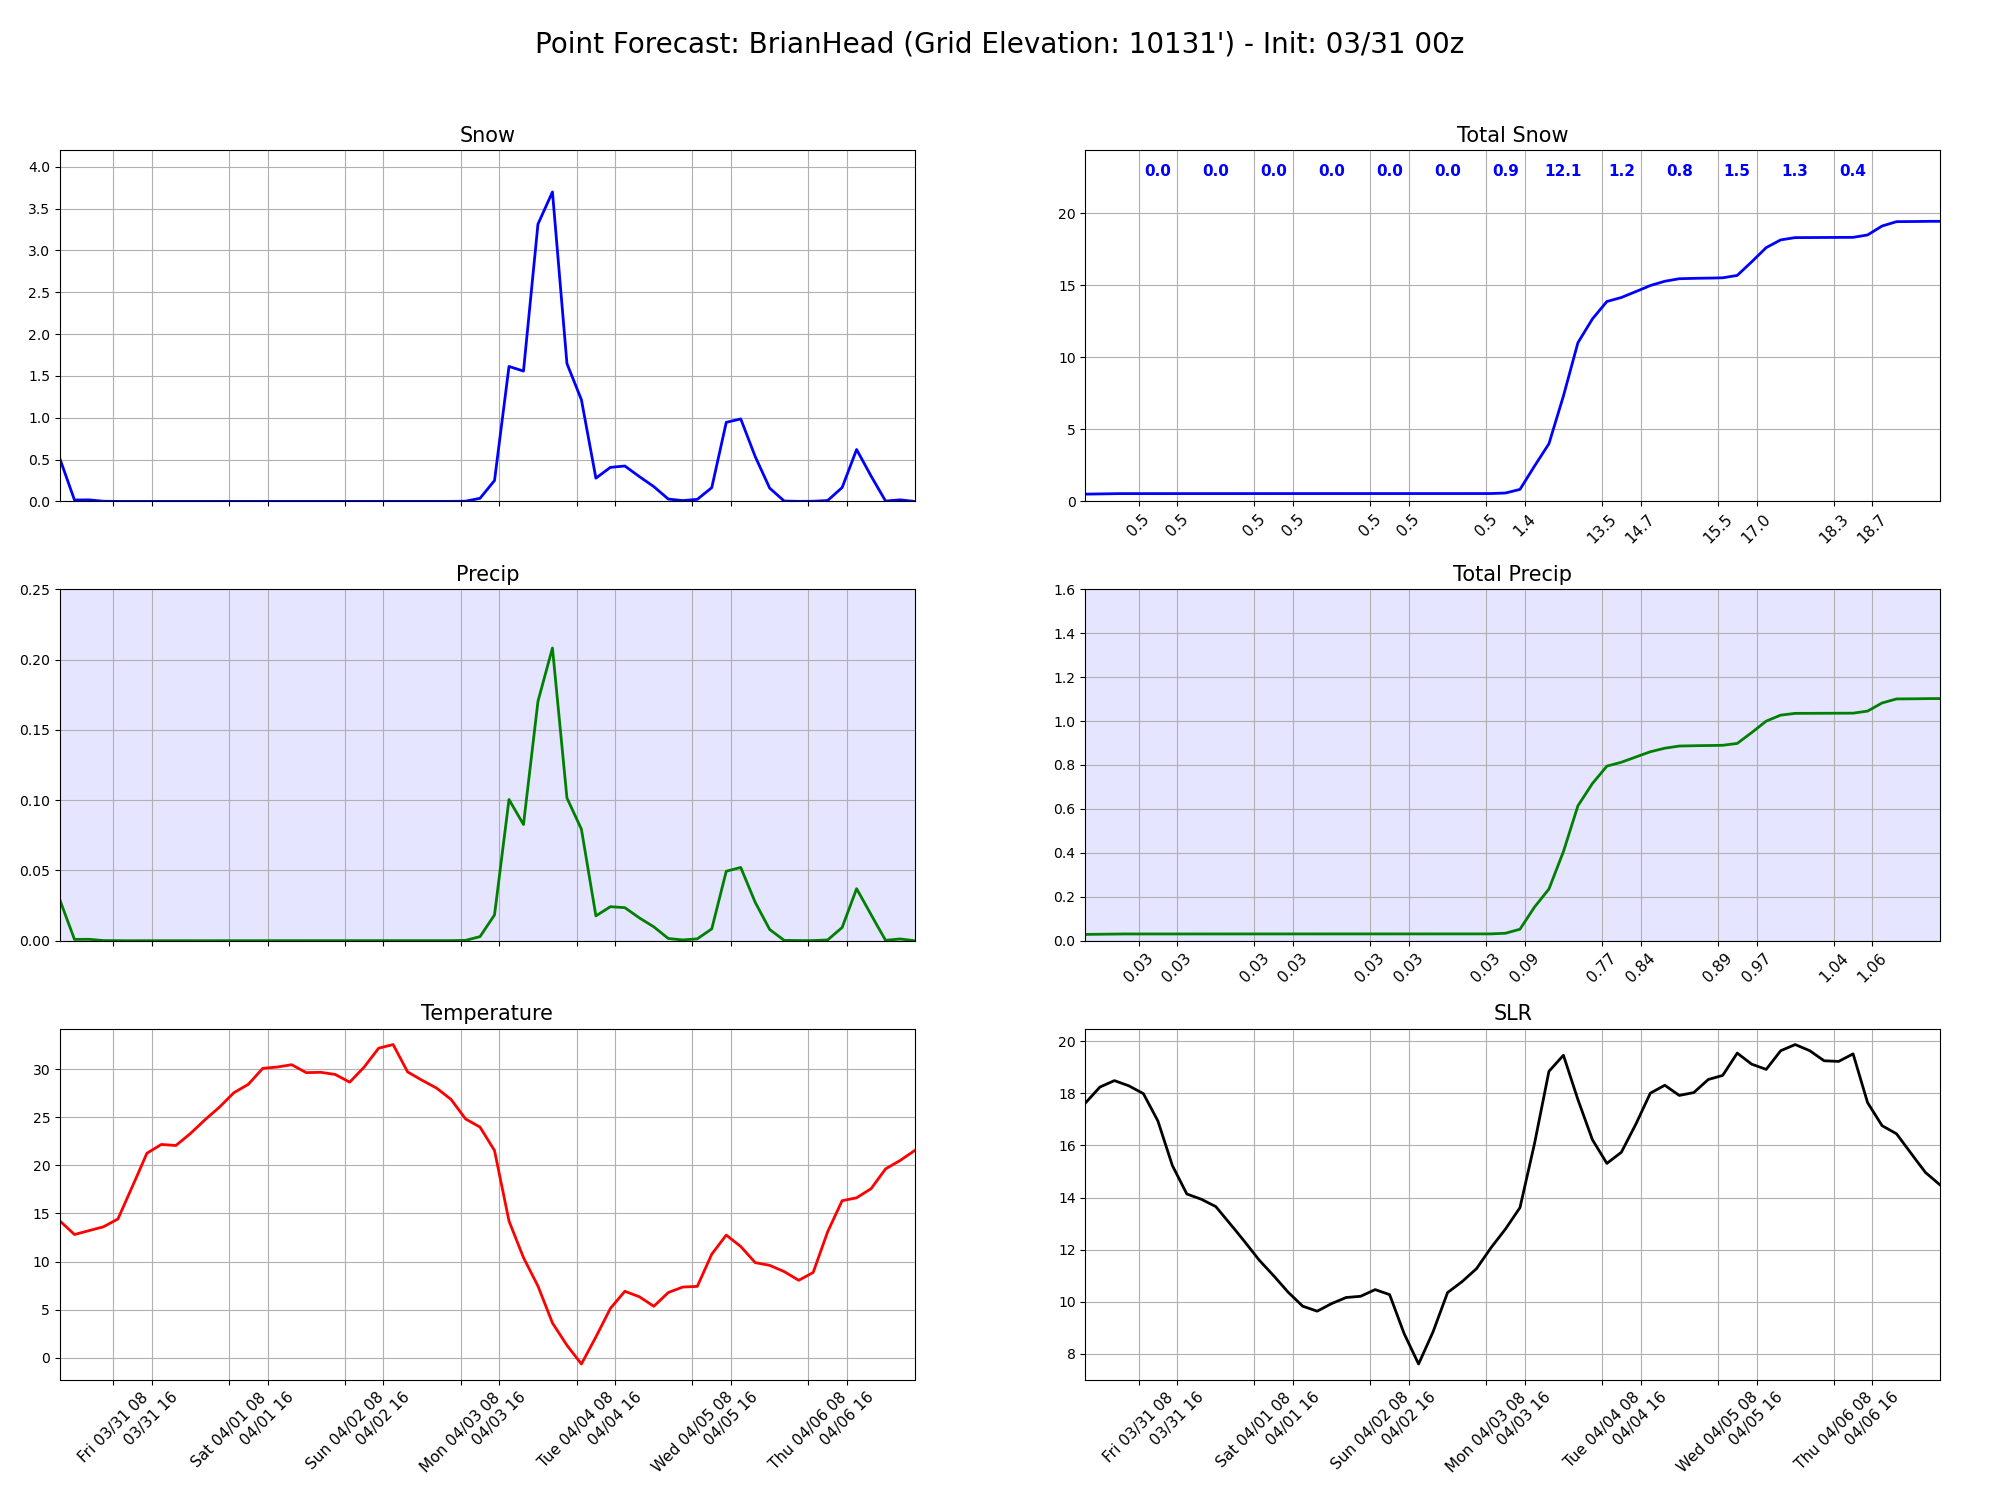 Point Forecast: BrianHead (Grid Elevation: 10131') - Init: 03/31 00z
Snow
4.0
3.5
3.0
2.5
2.0
1.5
1.0
0.5
0.0
Total Snow
0.0 0.0 0.0 0.0 0.0 0.0 0.9 12.1 1.2 0.8 1.5 1.3 0.4
20
15
10
5
0
0.5 0.5 0.5 0.5 0.5 0.5 0.5 1.4 13.5 14.7 15.5 17.0 18.3 18.7
Precip
0.25
0.20
0.15
0.10
0.05
0.00
Total Precip
1.6
1.4
1.2
1.0
0.8
0.6
0.4
0.2
0.0
0.03 0.03 0.03 0.03 0.03 0.03 0.03 0.09 0.77 0.84 0.89 0.97 1.04 1.06
Temperature
30
25
20
15
10
5
0
Fri 03/31 08
03/31 16
Sat 04/01 08
04/01 16
Sun 04/02 08
04/02 16
Mon 04/03 08
04/03 16
Tue 04/04 08
04/04 16
Wed 04/05 08
04/05 16
Thu 04/06 08
04/06 16
SLR
20
18
16
14
12
10
8
Fri 03/31 08
03/31 16
Sat 04/01 08
04/01 16
Sun 04/02 08
04/02 16
Mon 04/03 08
04/03 16
Tue 04/04 08
04/04 16
Wed 04/05 08
04/05 16
Thu 04/06 08
04/06 16